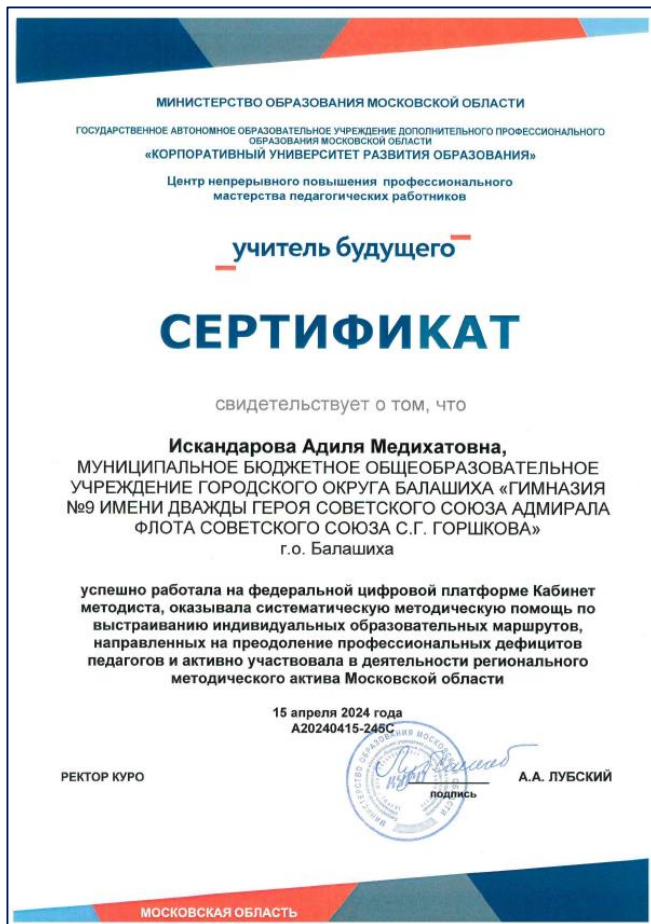 МИНИСТЕРСТВО ОБРАЗОВАНИЯ МОСКОВСКОЙ ОБЛАСТИ
ГОСУДАРСТВЕННОЕ АВТОНОМНОЕ ОБРАЗОВАТЕЛЬНОЕ УЧРЕЖДЕНИЕ ДОПОЛНИТЕЛЬНОГО ПРОФЕССИОНАЛЬНОГО
ОБРАЗОВАНИЯ МОСКОВСКОЙ ОБЛАСТИ
«КОРПОРАТИВНЫЙ УНИВЕРСИТЕТ РАЗВИТИЯ ОБРАЗОВАНИЯ»
Центр непрерывного повышения профессионального
мастерства педагогических работников
учитель будущего
СЕРТИФИКАТ
свидетельствует о том, что
Искандарова Адиля Медихатовна,
МУНИЦИПАЛЬНОЕ БЮДЖЕТНОЕ ОБЩЕОБРАЗОВАТЕЛЬНОЕ
УЧРЕЖДЕНИЕ ГОРОДСКОГО ОКРУГА БАЛАШИХА «ГИМНАЗИЯ
№9 ИМЕНИ ДВАЖДЫ ГЕРОЯ СОВЕТСКОГО СОЮЗА АДМИРАЛА
ФЛОТА СОВЕТСКОГО СОЮЗА С.Г. ГОРШКОВА»
г.о. Балашиха
успешно работала на федеральной цифровой платформе Кабинет
методиста, оказывала систематическую методическую помощь по
выстраиванию индивидуальных образовательных маршрутов,
направленных на преодоление профессиональных дефицитов
педагогов и активно участвовала в деятельности регионального
методического актива Московской области
15 апреля 2024 года
А20240415-245С
МИНИСТЕРСТВО ОБРАЗОВАНИЯ МОСКОВСКОЙ ОБЛАСТИ
КУРО
РЕКТОР КУРО
А.А. ЛУБСКИЙ
подпись
МОСКОВСКАЯ ОБЛАСТЬ